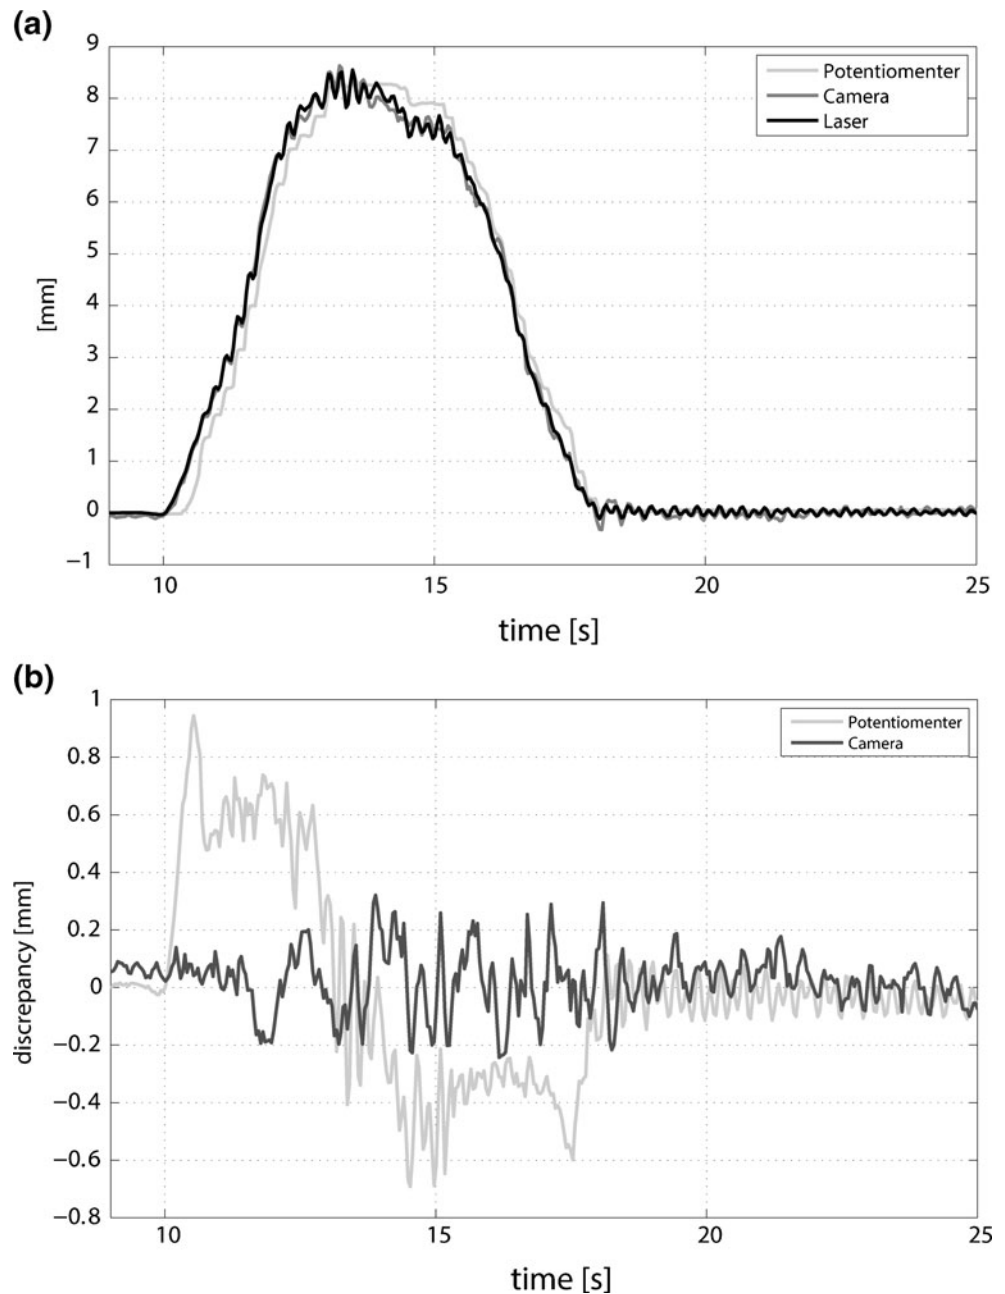 (a)
9
8
7
6
5
4
3
2
1
0
−1
[mm]
Potentiomenter
Camera
Laser
10
15
20
25
time [s]
(b)
1
0.8
0.6
0.4
0.2
0
−0.2
−0.4
−0.6
−0.8
discrepancy [mm]
Potentiomenter
Camera
10
15
20
25
time [s]